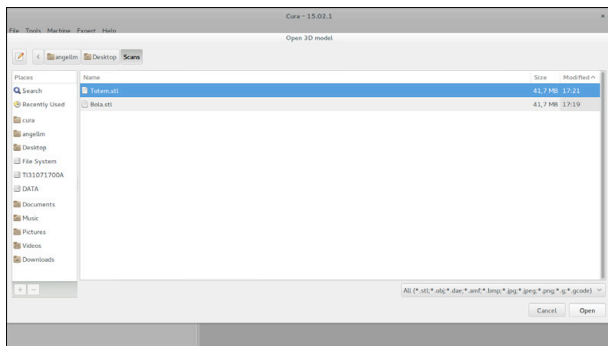 Cura - 15.02.1
File Tools Machine Expert Help
Open 3D model
angellm Desktop Scans
Places Name Size Modified
Search Totem.stl 41,7 MB 17:21
Recently Used Bola.stl 41,7 MB 17:19
cura
angellm
Desktop
File System
TI31071700A
DATA
Documents
Music
Pictures
Videos
Downloads
All (*.stl;*.obj;*.dae;*.amf;*.bmp;*.jpg;*.jpeg;*.png;*.g;*.gcode)
Cancel Open